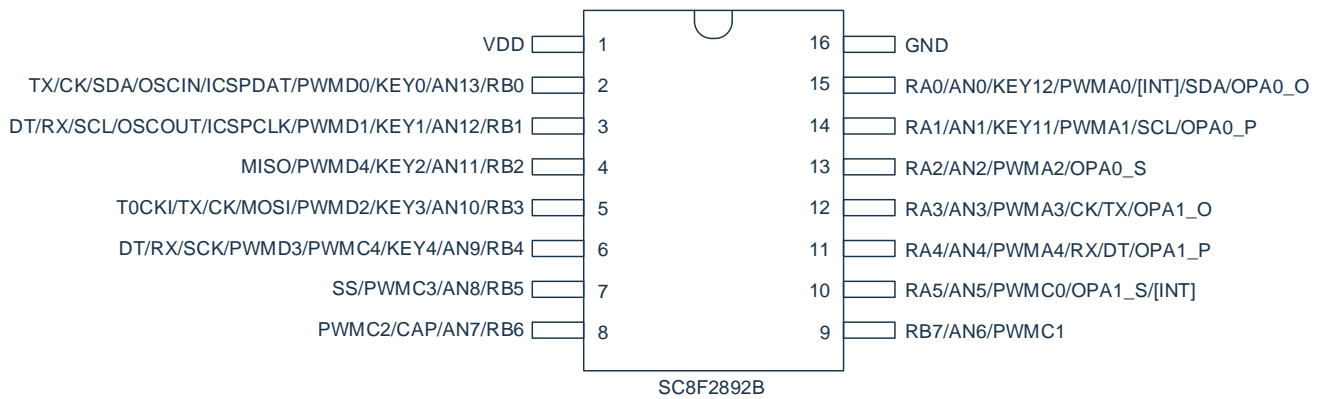 VDD 1 16 GND
TX/CK/SDA/OSCIN/ICSPDAT/PWMD0/KEY0/AN13/RB0 2 15 RA0/AN0/KEY12/PWMA0/[INT]/SDA/OPA0_O
DT/RX/SCL/OSCOUT/ICSPCLK/PWMD1/KEY1/AN12/RB1 3 14 RA1/AN1/KEY11/PWMA1/SCL/OPA0_P
MISO/PWMD4/KEY2/AN11/RB2 4 13 RA2/AN2/PWMA2/OPA0_S
T0CKI/TX/CK/MOSI/PWMD2/KEY3/AN10/RB3 5 12 RA3/AN3/PWMA3/CK/TX/OPA1_O
DT/RX/SCK/PWMD3/PWMC4/KEY4/AN9/RB4 6 11 RA4/AN4/PWMA4/RX/DT/OPA1_P
SS/PWMC3/AN8/RB5 7 10 RA5/AN5/PWMC0/OPA1_S/[INT]
PWMC2/CAP/AN7/RB6 8 9 RB7/AN6/PWMC1
SC8F2892B